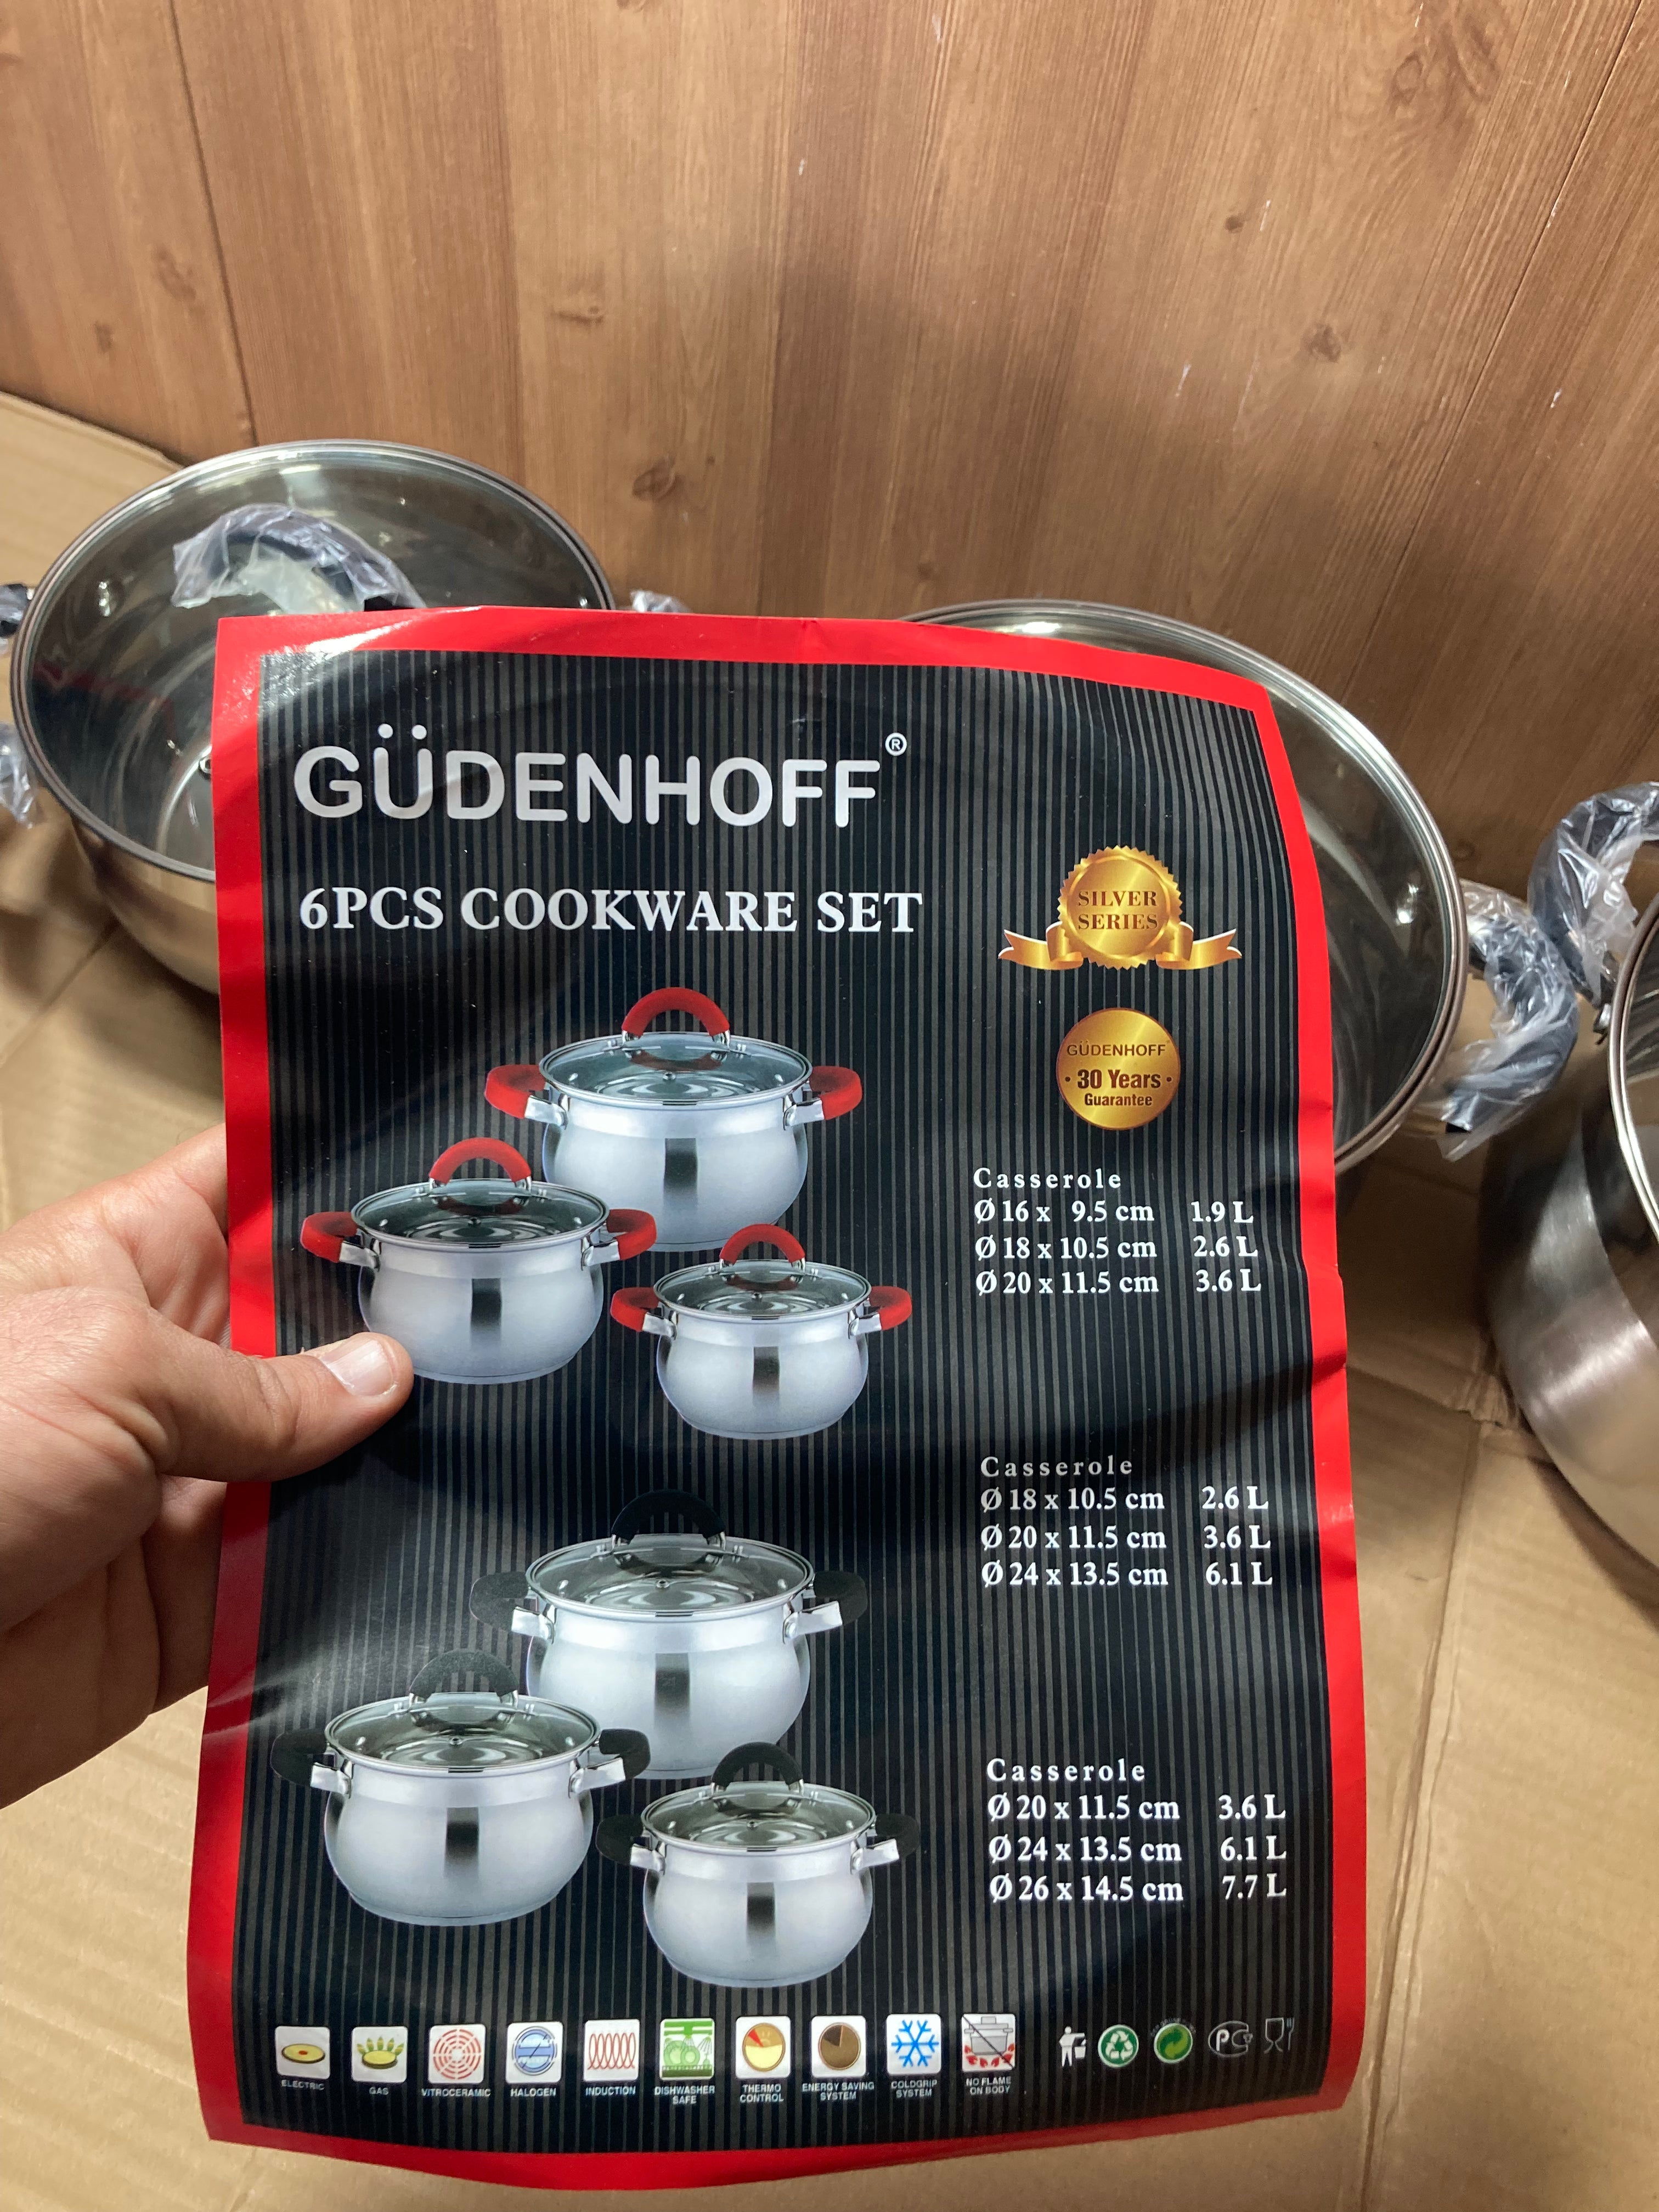 GÜDENHOFF®
6PCS COOKWARE SET
SILVER
SERIES
GÜDENHOFF
• 30 Years •
Guarantee
Casserole
Ø 16 x 9.5 cm 1.9 L
Ø 18 x 10.5 cm 2.6 L
Ø 20 x 11.5 cm 3.6 L
Casserole
Ø 18 x 10.5 cm 2.6 L
Ø 20 x 11.5 cm 3.6 L
Ø 24 x 13.5 cm 6.1 L
Casserole
Ø 20 x 11.5 cm 3.6 L
Ø 24 x 13.5 cm 6.1 L
Ø 26 x 14.5 cm 7.7 L
ELECTRIC
GAS
VITROCERAMIC
HALOGEN
INDUCTION
DISHWASHER
SAFE
THERMO
CONTROL
ENERGY SAVING
SYSTEM
COLDGRIP
SYSTEM
NO FLAME
ON BODY